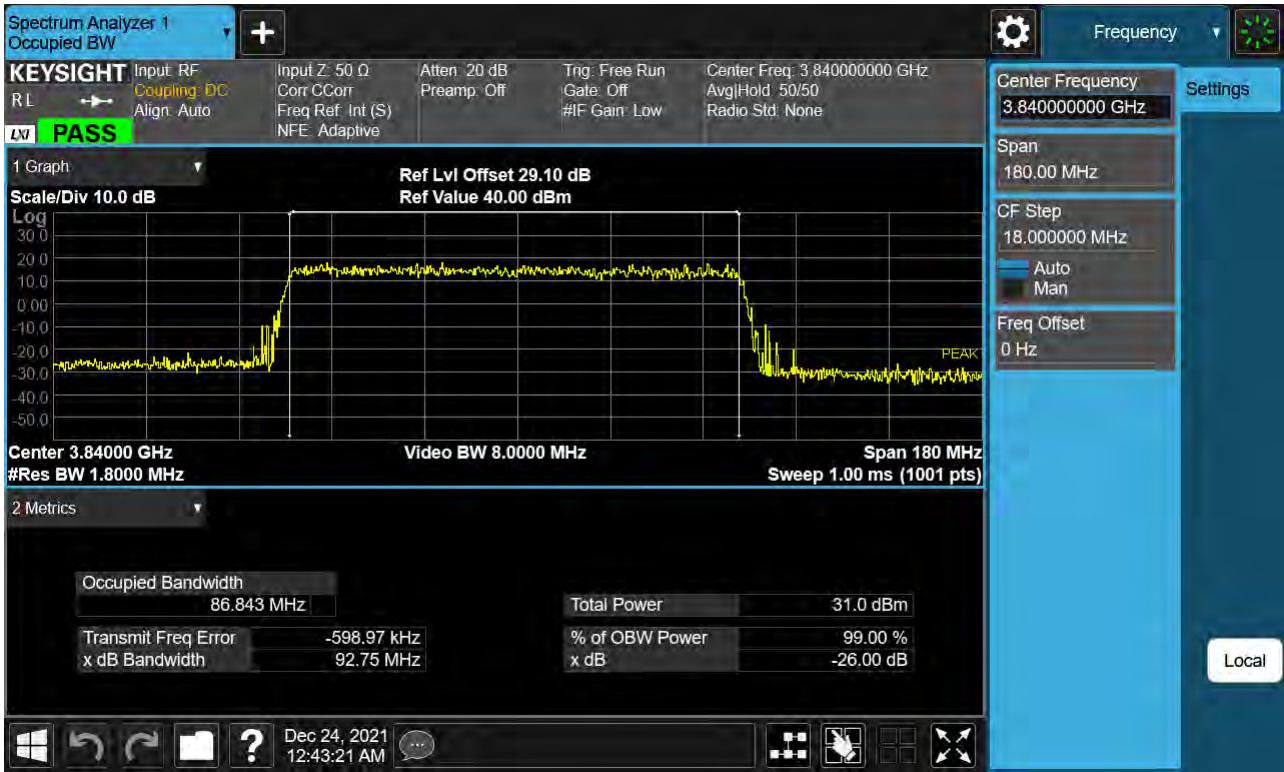 Spectrum Analyzer 1
Occupied BW
Frequency
KEYSIGHT
R L
LXI PASS
Input: RF
Coupling: DC
Align: Auto
Input Z: 50 Ω
Corr CCorr
Freq Ref: Int (S)
NFE: Adaptive
Atten: 20 dB
Preamp: Off
Trig: Free Run
Gate: Off
#IF Gain: Low
Center Freq: 3.840000000 GHz
Avg|Hold: 50/50
Radio Std: None
1 Graph
Scale/Div 10.0 dB
Ref Lvl Offset 29.10 dB
Ref Value 40.00 dBm
Log
30.0
20.0
10.0
0.00
-10.0
-20.0
-30.0
-40.0
-50.0
PEAK
Center 3.84000 GHz
#Res BW 1.8000 MHz
Video BW 8.0000 MHz
Span 180 MHz
Sweep 1.00 ms (1001 pts)
2 Metrics
Occupied Bandwidth
86.843 MHz
Transmit Freq Error -598.97 kHz
x dB Bandwidth 92.75 MHz
Total Power 31.0 dBm
% of OBW Power 99.00 %
x dB -26.00 dB
Center Frequency
3.840000000 GHz
Span
180.00 MHz
CF Step
18.000000 MHz
Auto
Man
Freq Offset
0 Hz
Settings
Local
Dec 24, 2021
12:43:21 AM